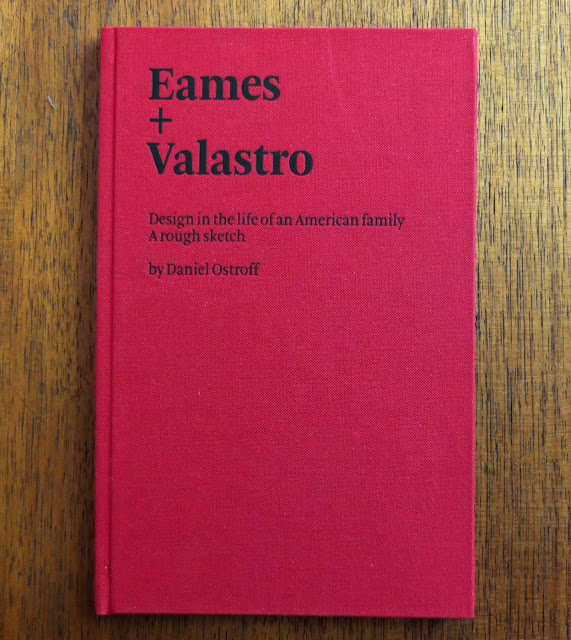 Eames
+
Valastro
Design in the life of an American family
A rough sketch
by Daniel Ostroff